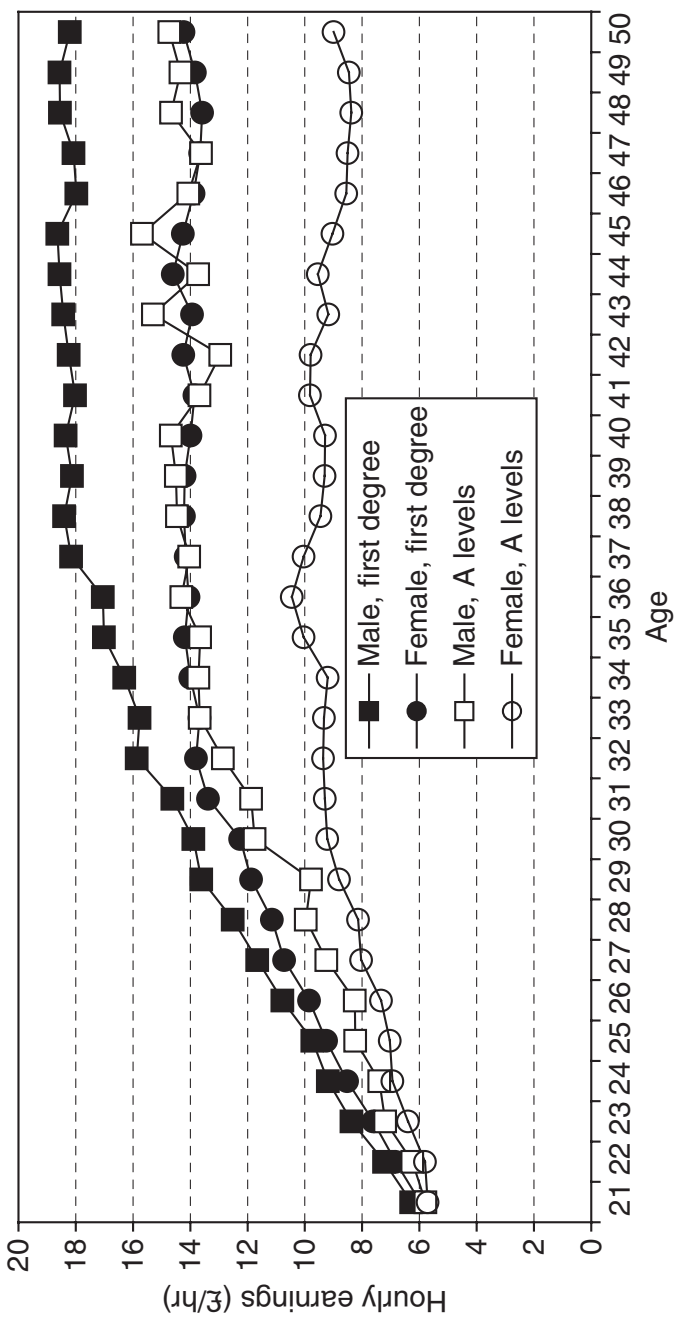 Hourly earnings (£/hr)
20
18
16
14
12
10
8
6
4
2
0
Male, first degree
Female, first degree
Male, A levels
Female, A levels
21 22 23 24 25 26 27 28 29 30 31 32 33 34 35 36 37 38 39 40 41 42 43 44 45 46 47 48 49 50
Age